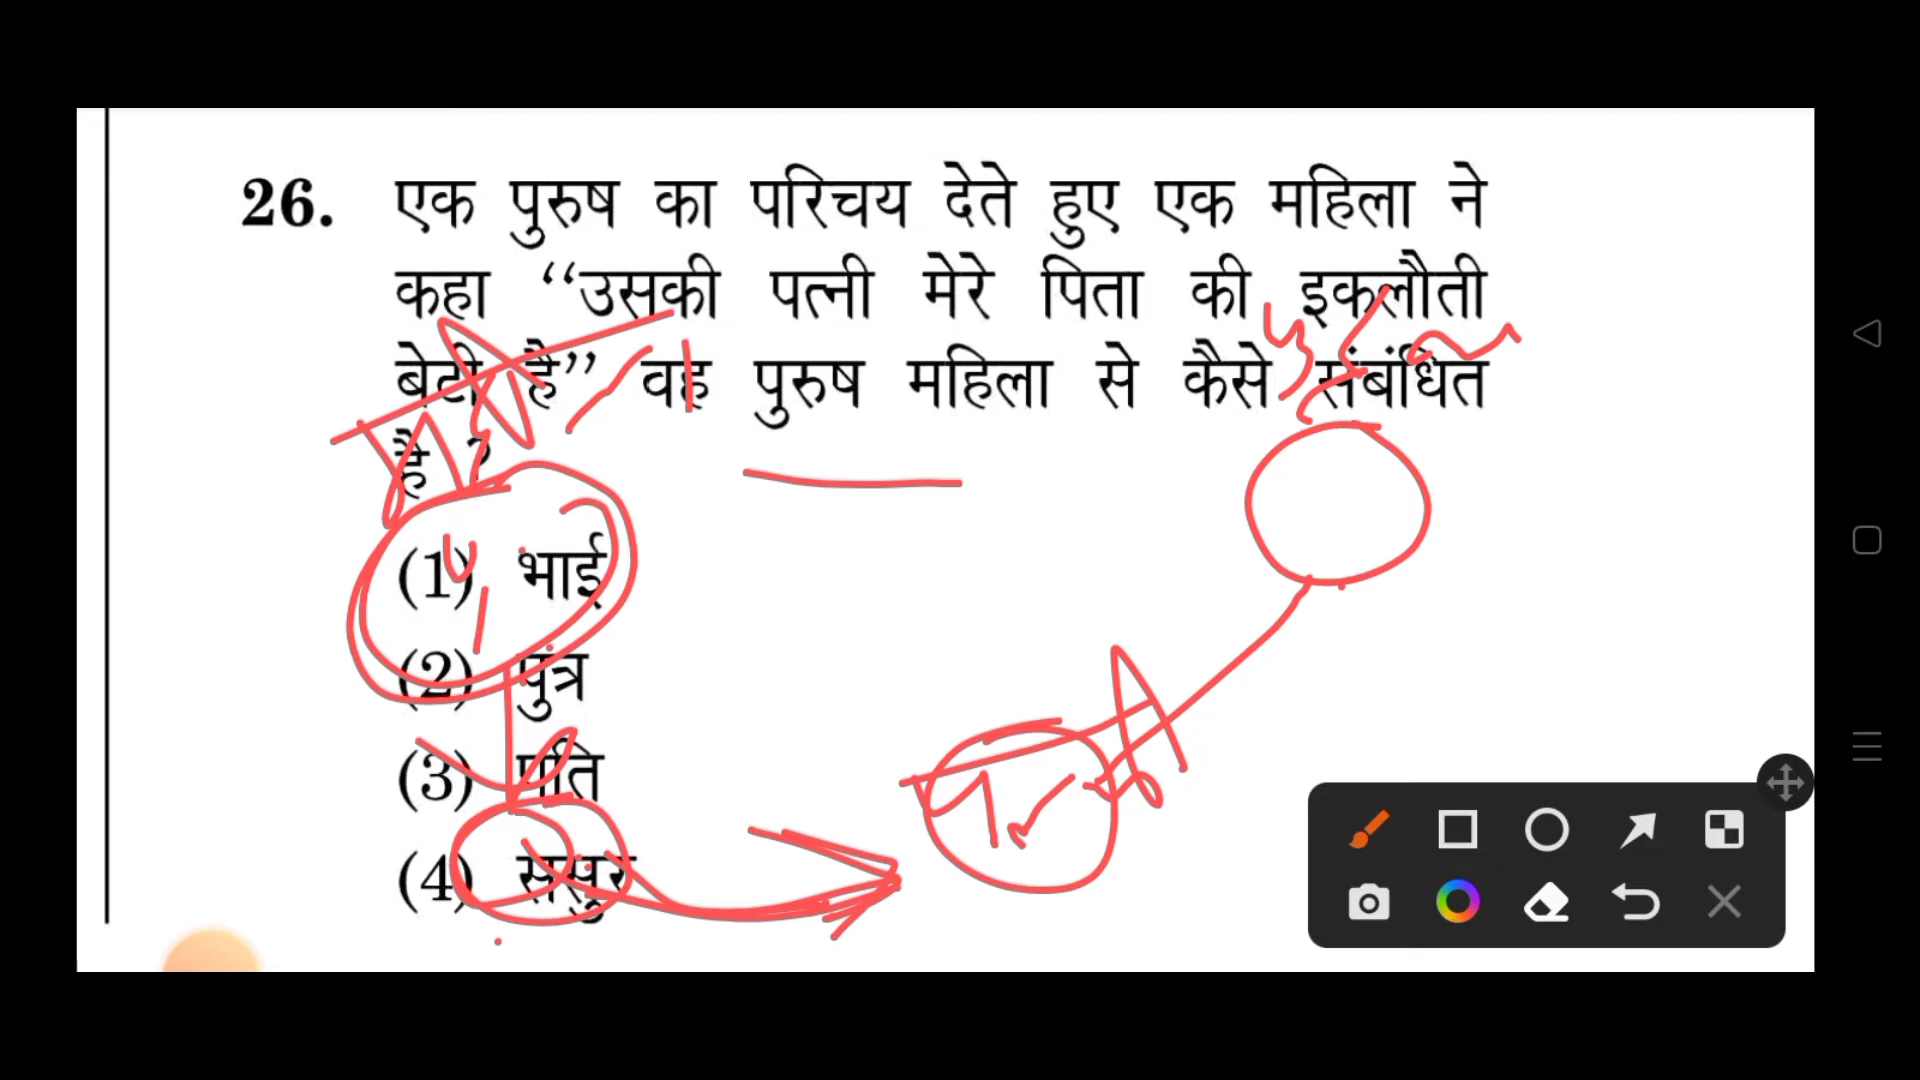 26. एक पुरुष का परिचय देते हुए एक महिला ने
कहा ‘‘उसकी पत्नी मेरे पिता की इकलौती
बेटी है’’ वह पुरुष महिला से कैसे संबंधित
है ?
(1) भाई
(2) पुत्र
(3) पति
(4) ससुर